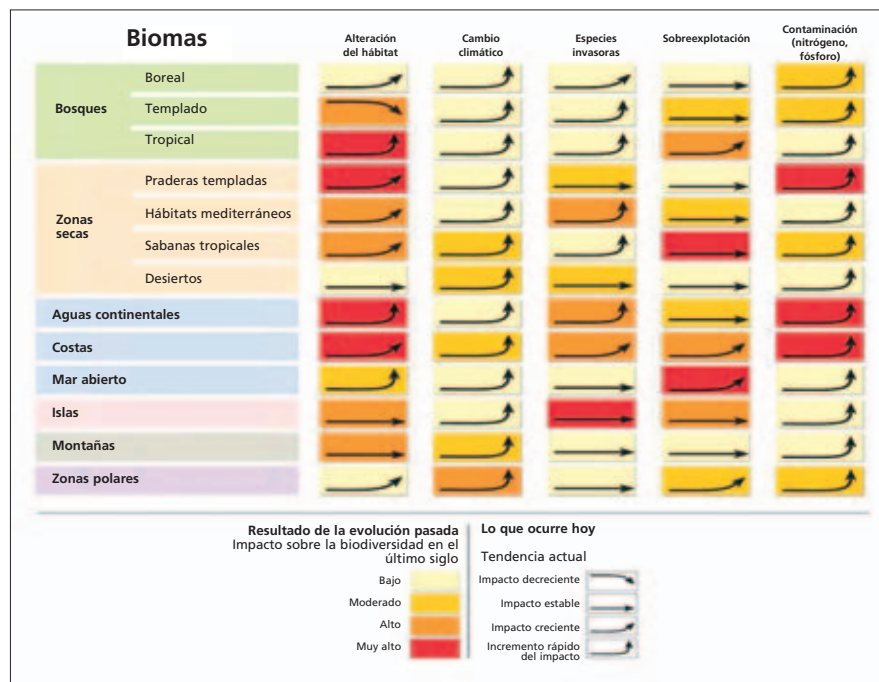 Biomas
Alteración
del hábitat
Cambio
climático
Especies
invasoras
Sobreexplotación
Contaminación
(nitrógeno,
fósforo)
Bosques
Boreal
Templado
Tropical
Zonas
secas
Praderas templadas
Hábitats mediterráneos
Sabanas tropicales
Desiertos
Aguas continentales
Costas
Mar abierto
Islas
Montañas
Zonas polares
Resultado de la evolución pasada
Impacto sobre la biodiversidad en el
último siglo
Bajo
Moderado
Alto
Muy alto
Lo que ocurre hoy
Tendencia actual
Impacto decreciente
Impacto estable
Impacto creciente
Incremento rápido
del impacto